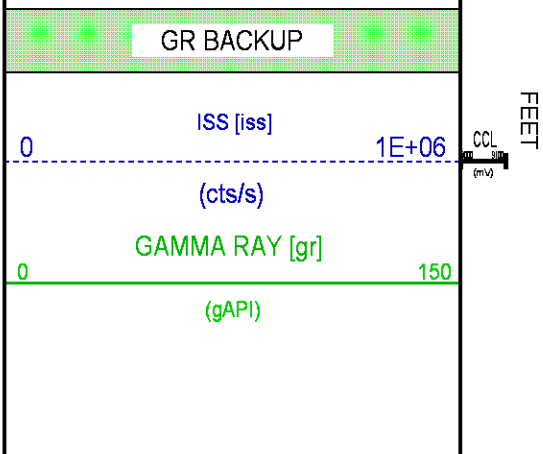 GR BACKUP
ISS [iss]
0 1E+06
(cts/s)
GAMMA RAY [gr]
0 150
(gAPI)
CCL
(mV)
FEET